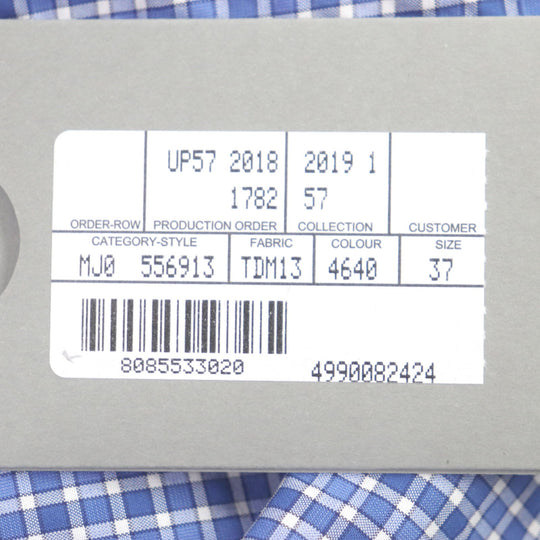 UP57 2018 2019 1
1782 57
ORDER-ROW PRODUCTION ORDER COLLECTION CUSTOMER
CATEGORY-STYLE FABRIC COLOUR SIZE
MJ0 556913 TDM13 4640 37
8085533020 4990082424